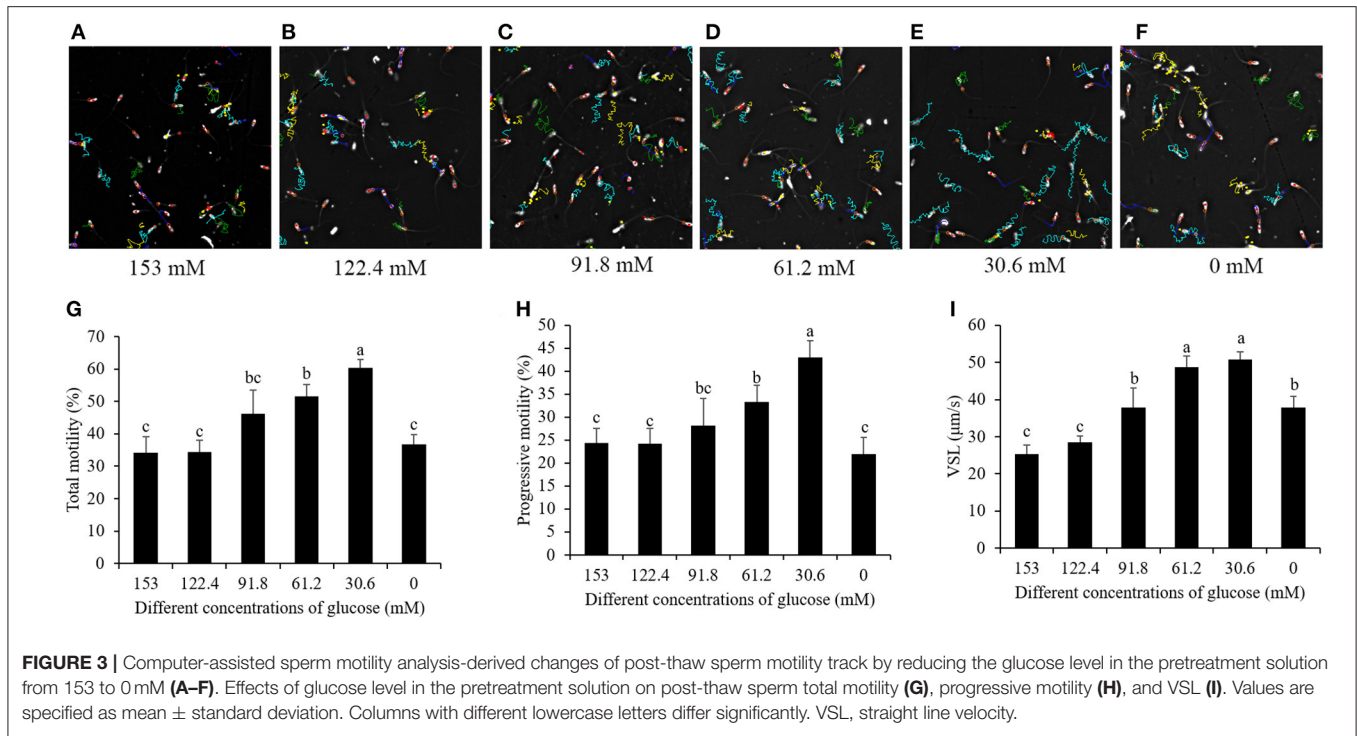 A B C D E F
153 mM 122.4 mM 91.8 mM 61.2 mM 30.6 mM 0 mM
G
70
60
50
40
30
20
10
0
Total motility (%)
c c bc b a c
153 122.4 91.8 61.2 30.6 0
Different concentrations of glucose (mM)
H
50
45
40
35
30
25
20
15
10
5
0
Progressive motility (%)
c c bc b a c
153 122.4 91.8 61.2 30.6 0
Different concentrations of glucose (mM)
I
60
50
40
30
20
10
0
VSL (μm/s)
c c b a a b
153 122.4 91.8 61.2 30.6 0
Different concentrations of glucose (mM)
FIGURE 3 | Computer-assisted sperm motility analysis-derived changes of post-thaw sperm motility track by reducing the glucose level in the pretreatment solution
from 153 to 0 mM (A–F). Effects of glucose level in the pretreatment solution on post-thaw sperm total motility (G), progressive motility (H), and VSL (I). Values are
specified as mean ± standard deviation. Columns with different lowercase letters differ significantly. VSL, straight line velocity.